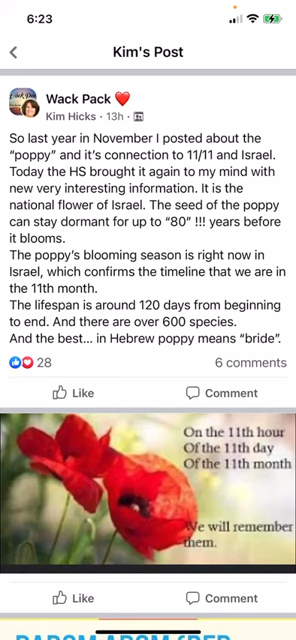 6:23
Kim's Post
Wack Pack ❤️
Kim Hicks · 13h ·
So last year in November I posted about the
"poppy" and it's connection to 11/11 and Israel.
Today the HS brought it again to my mind with
new very interesting information. It is the
national flower of Israel. The seed of the poppy
can stay dormant for up to "80" !!! years before
it blooms.
The poppy's blooming season is right now in
Israel, which confirms the timeline that we are in
the 11th month.
The lifespan is around 120 days from beginning
to end. And there are over 600 species.
And the best... in Hebrew poppy means "bride".
28
6 comments
Like
Comment
On the 11th hour
Of the 11th day
Of the 11th month
We will remember
them.
Like
Comment